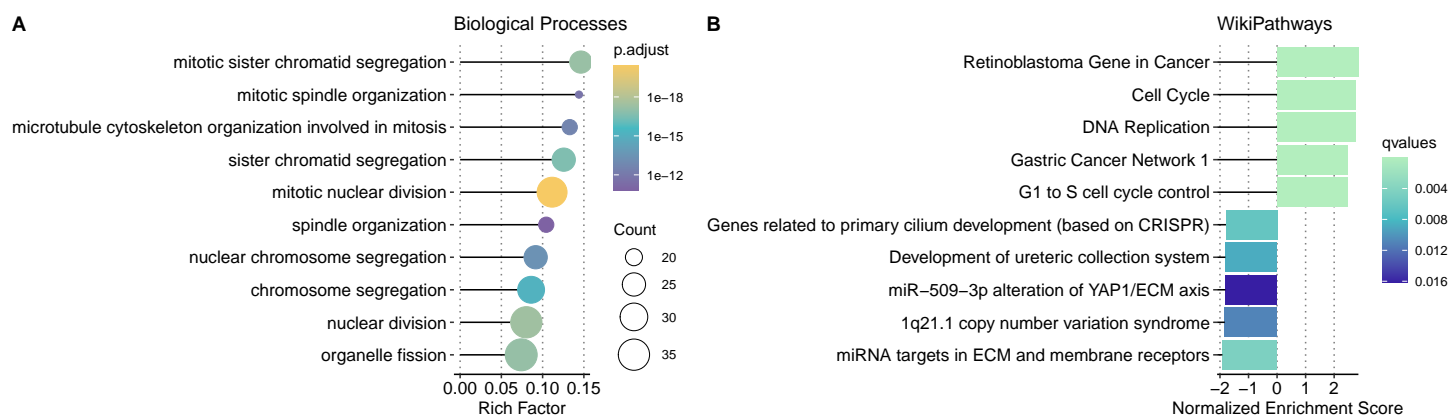 A
Biological Processes
mitotic sister chromatid segregation
mitotic spindle organization
microtubule cytoskeleton organization involved in mitosis
sister chromatid segregation
mitotic nuclear division
spindle organization
nuclear chromosome segregation
chromosome segregation
nuclear division
organelle fission
0.00 0.05 0.10 0.15
Rich Factor
p.adjust
1e−18
1e−15
1e−12
Count
20
25
30
35
B
WikiPathways
Retinoblastoma Gene in Cancer
Cell Cycle
DNA Replication
Gastric Cancer Network 1
G1 to S cell cycle control
Genes related to primary cilium development (based on CRISPR)
Development of ureteric collection system
miR−509−3p alteration of YAP1/ECM axis
1q21.1 copy number variation syndrome
miRNA targets in ECM and membrane receptors
−2 −1 0 1 2
Normalized Enrichment Score
qvalues
0.004
0.008
0.012
0.016